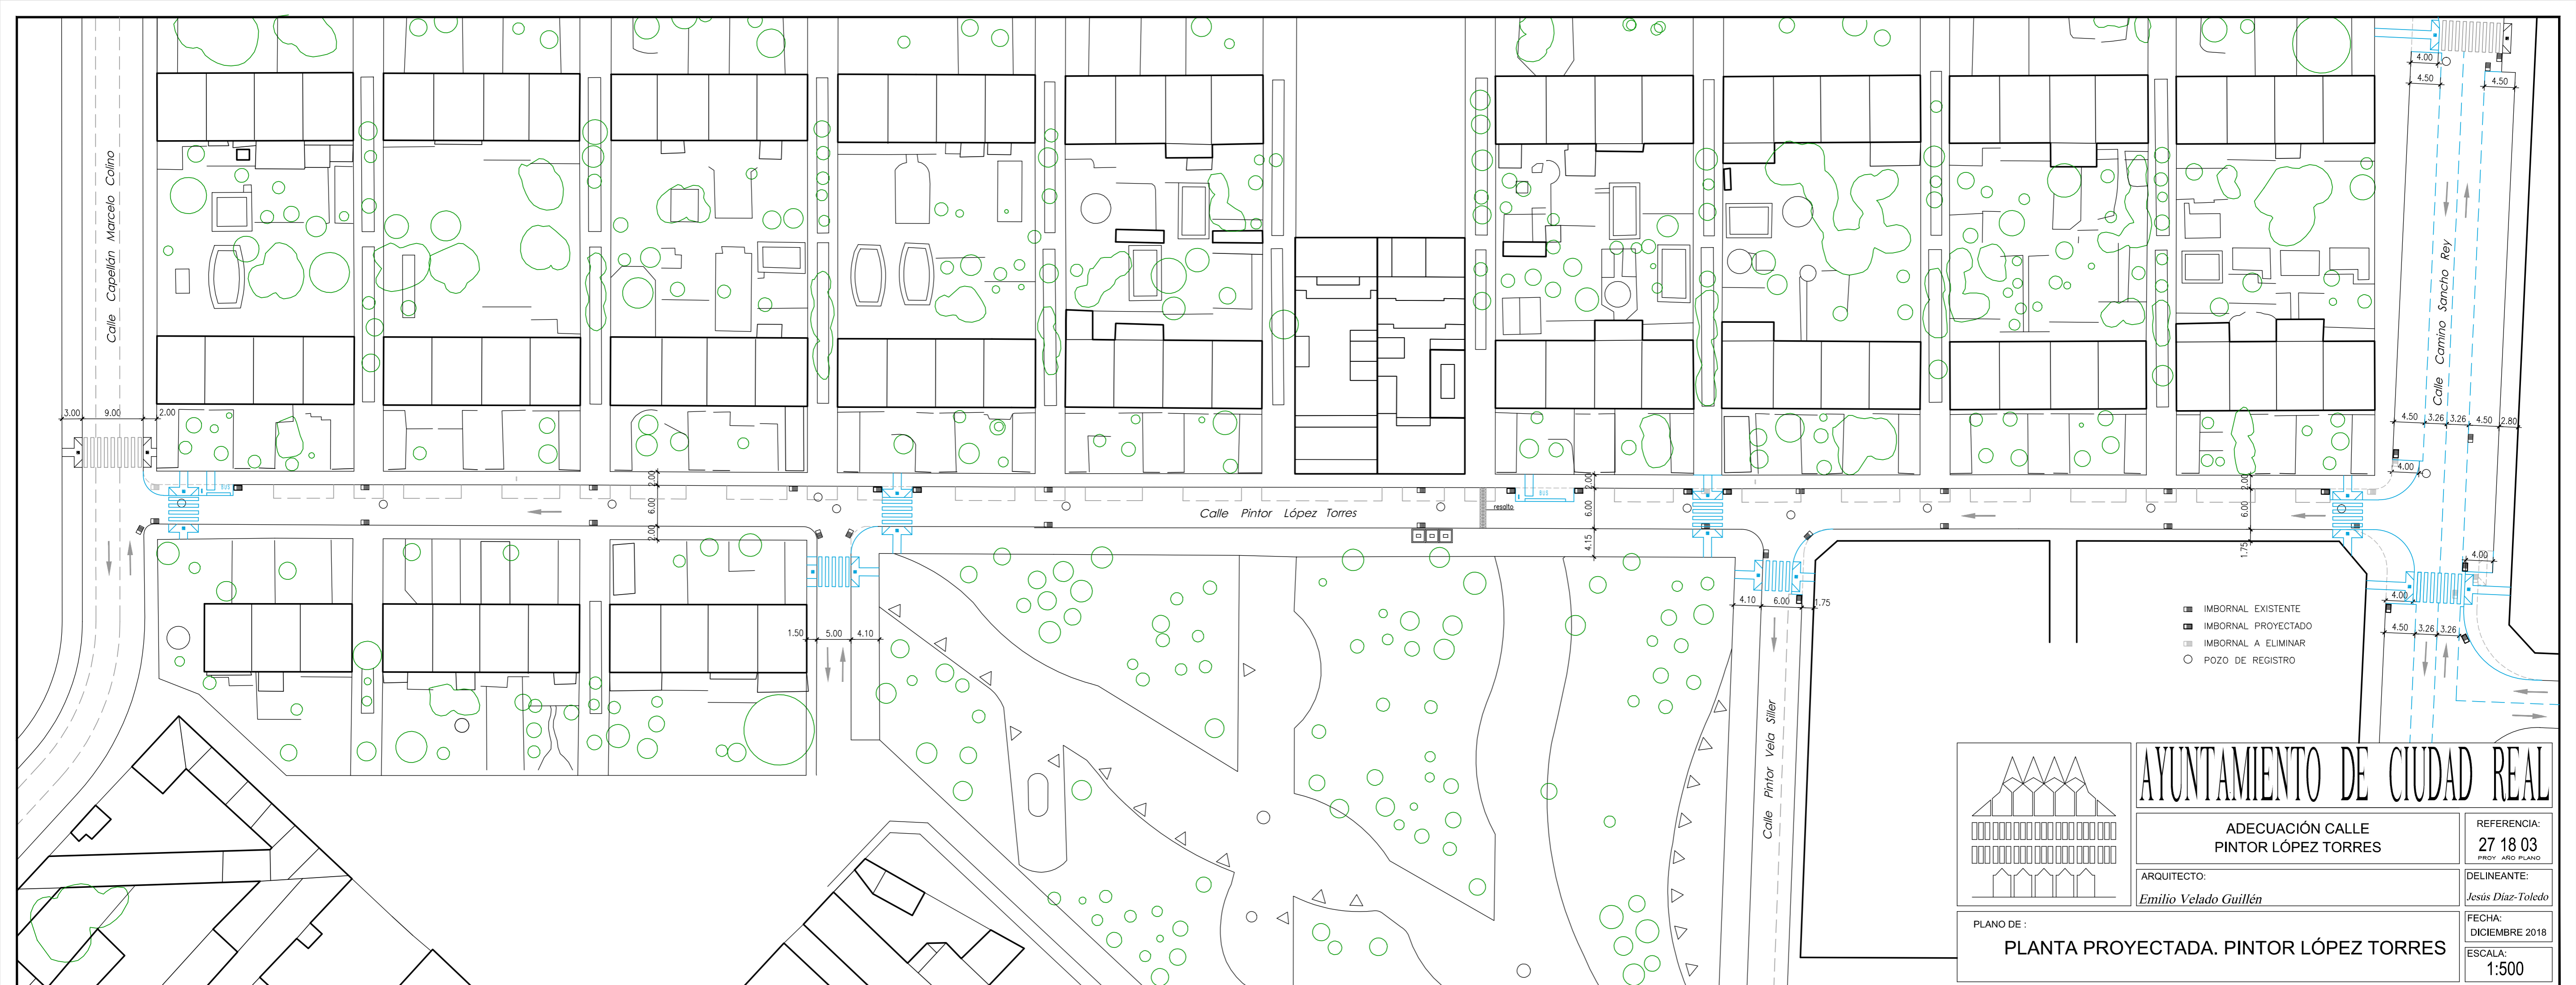 4.00
4.50
4.50
Calle Capellán Marcelo Colino
Calle Camino Sancho Rey
3.00 9.00 2.00
4.50 3.26 3.26 4.50 2.80
4.00
BUS
2.00
6.00
2.00
Calle Pintor López Torres
resalto
BUS
2.00
6.00
4.15
2.00
6.00
1.75
4.00
4.00
1.50 5.00 4.10
4.10 6.00 1.75
4.50 3.26 3.26
IMBORNAL EXISTENTE
IMBORNAL PROYECTADO
IMBORNAL A ELIMINAR
POZO DE REGISTRO
Calle Pintor Vela Siller
AYUNTAMIENTO DE CIUDAD REAL
ADECUACIÓN CALLE
PINTOR LÓPEZ TORRES
REFERENCIA:
27 18 03
PROY AÑO PLANO
ARQUITECTO:
Emilio Velado Guillén
DELINEANTE:
Jesús Díaz-Toledo
PLANO DE :
PLANTA PROYECTADA. PINTOR LÓPEZ TORRES
FECHA:
DICIEMBRE 2018
ESCALA:
1:500